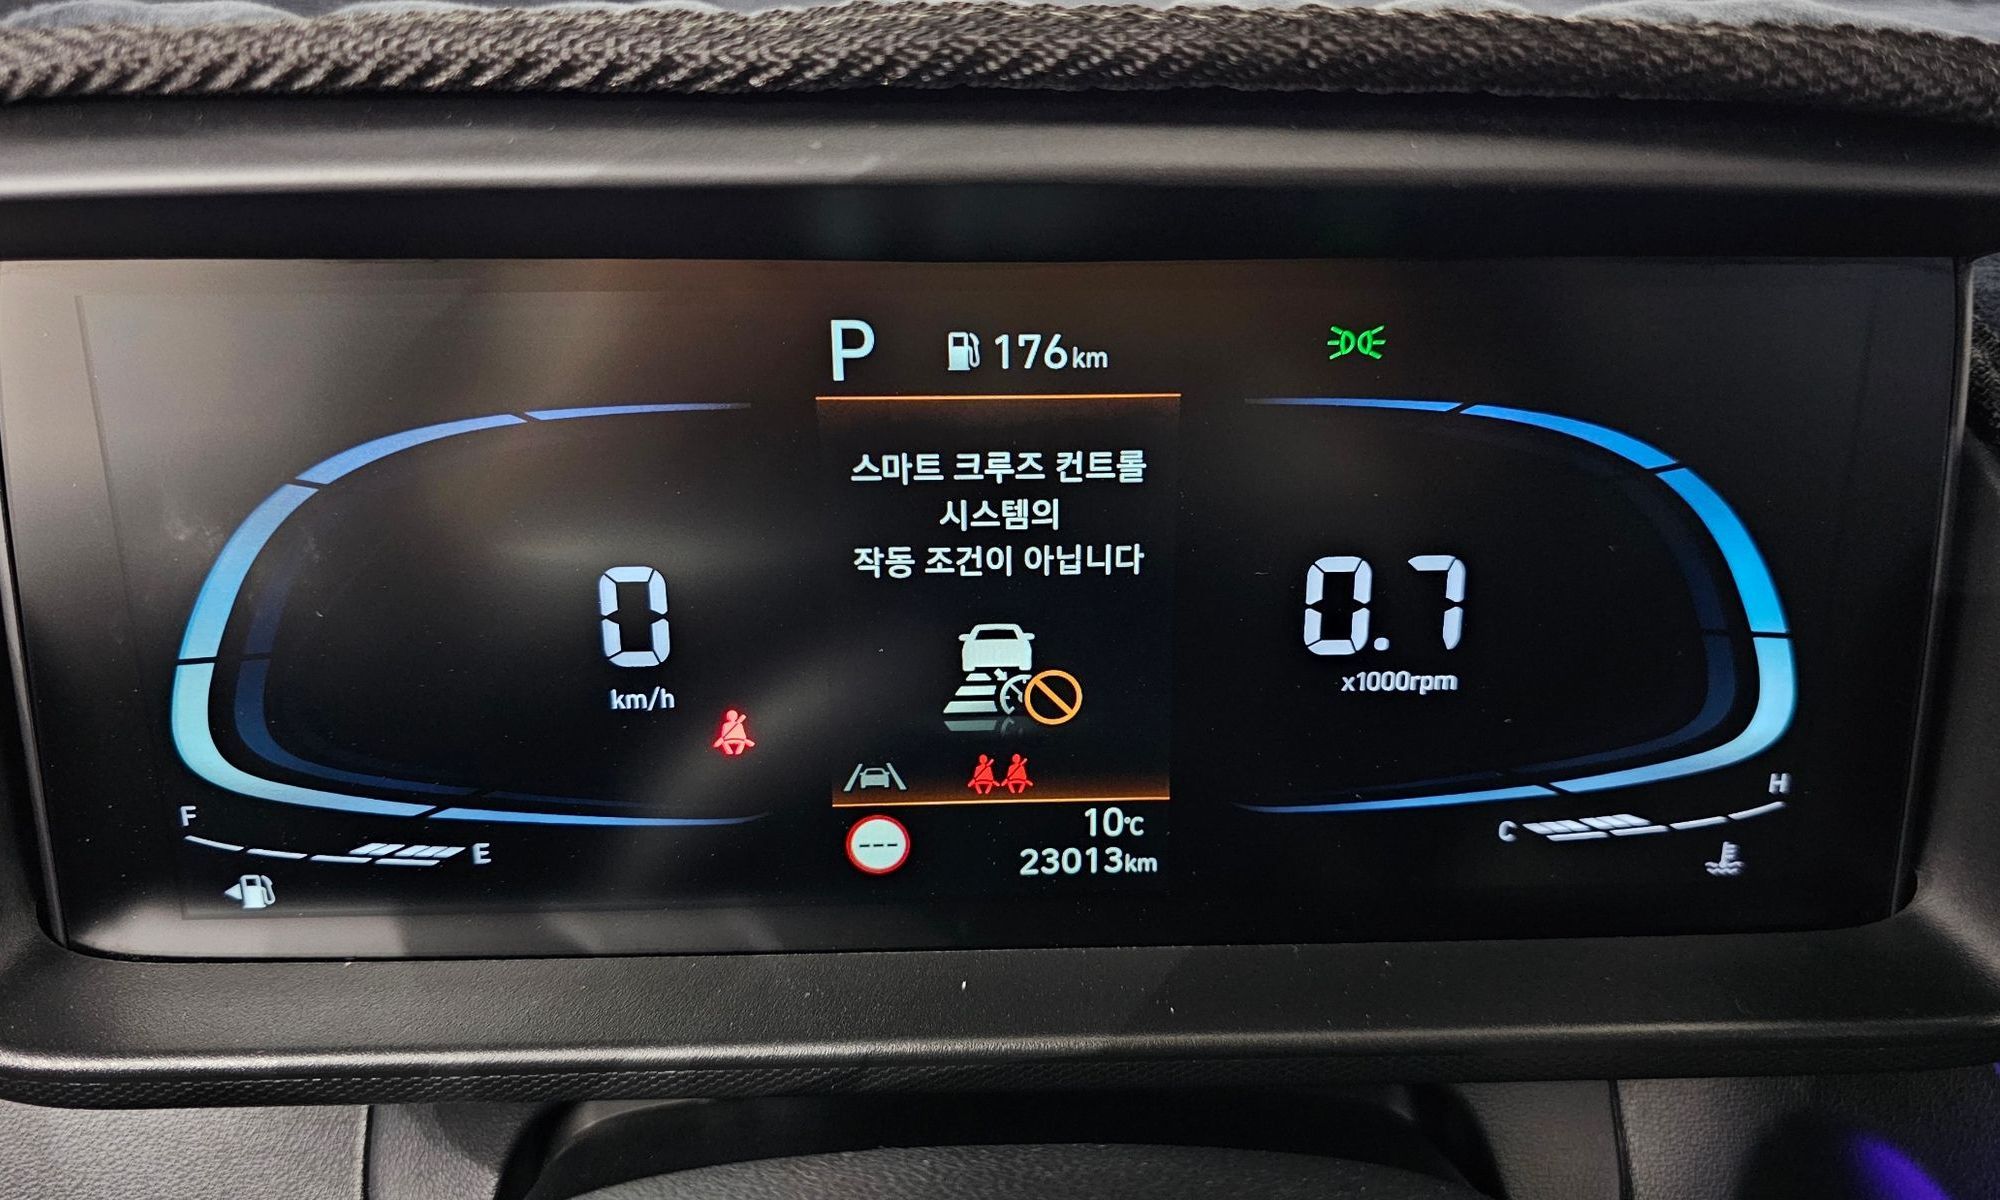 P 176km
스마트 크루즈 컨트롤
시스템의
작동 조건이 아닙니다
0
km/h
0.7
x1000rpm
F E
C H
---
10℃
23013km